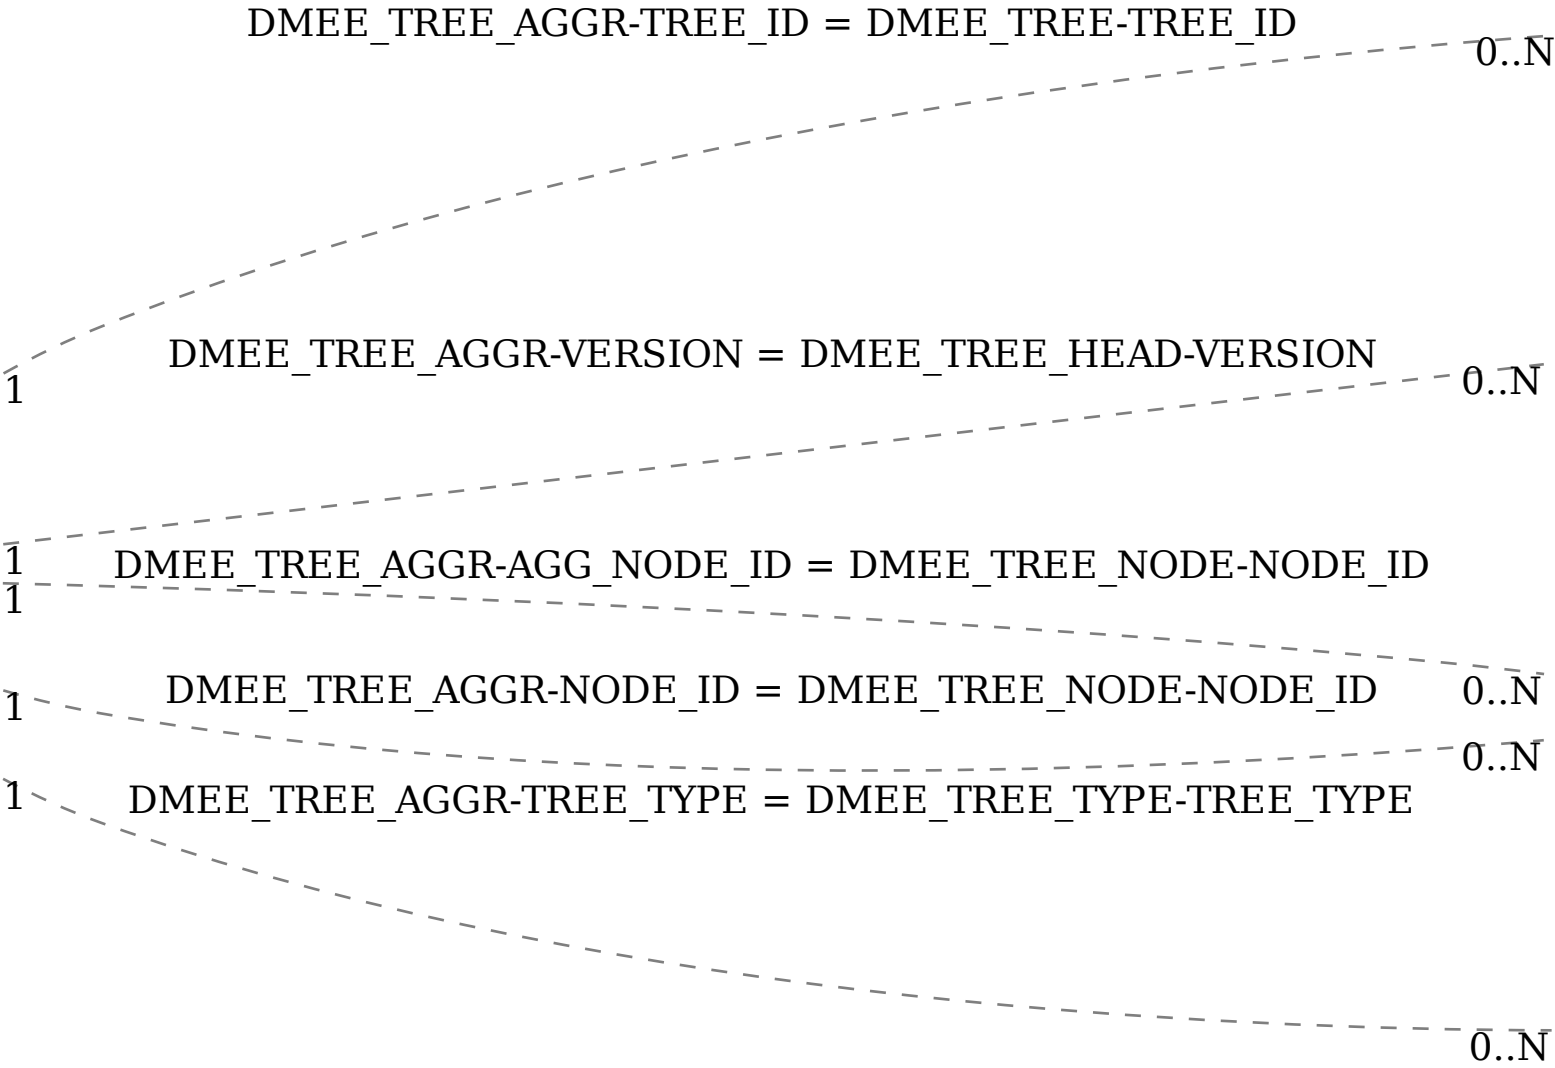 DMEE_TREE_AGGR-TREE_ID = DMEE_TREE-TREE_ID
0..N
DMEE_TREE_AGGR-VERSION = DMEE_TREE_HEAD-VERSION
0..N
1
1
DMEE_TREE_AGGR-AGG_NODE_ID = DMEE_TREE_NODE-NODE_ID
1
DMEE_TREE_AGGR-NODE_ID = DMEE_TREE_NODE-NODE_ID
0..N
1
0..N
DMEE_TREE_AGGR-TREE_TYPE = DMEE_TREE_TYPE-TREE_TYPE
1
0..N